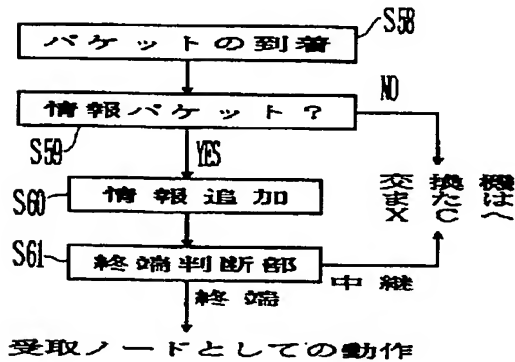 S58
パケットの到着
NO
情報パケット？
S59
YES
S60
情報追加
交換機
または
XCへ
S61
終端判断部
中継
終端
受取ノードとしての動作